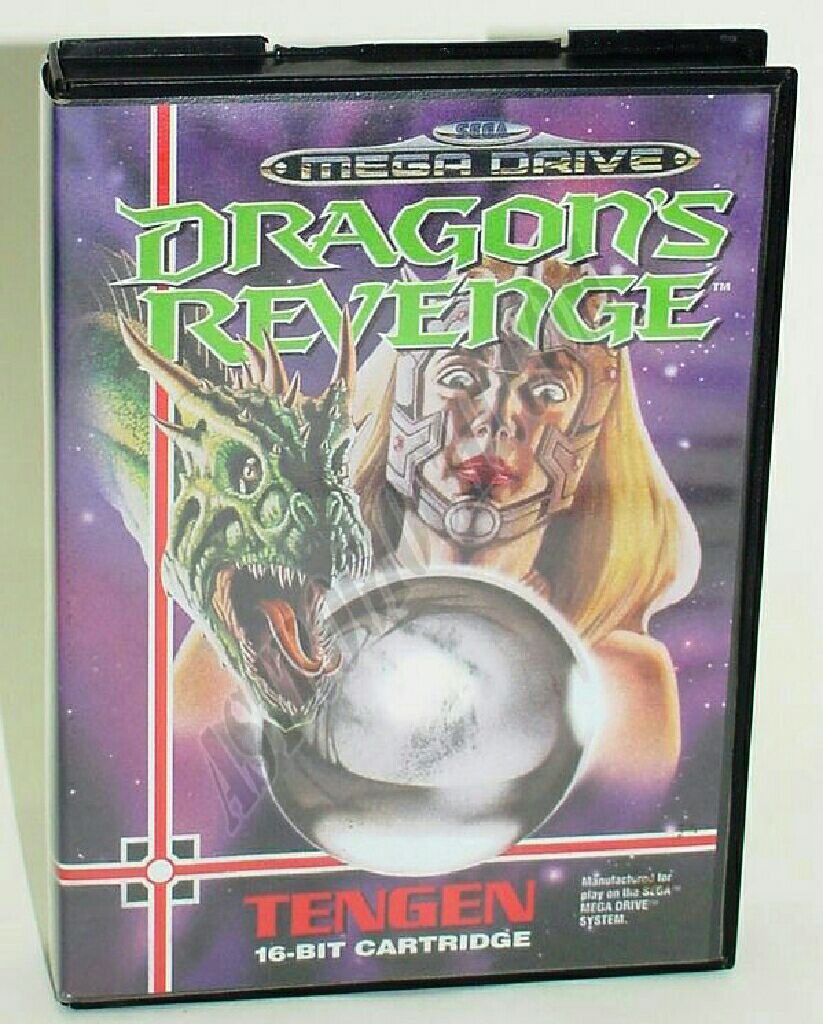 SEGA
MEGA DRIVE
DRAGON'S
REVENGE™
TENGEN
16-BIT CARTRIDGE
Manufactured for
play on the SEGA™
MEGA DRIVE™
SYSTEM.